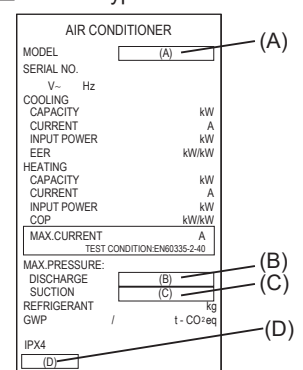 AIR CONDITIONER
MODEL (A) (A)
SERIAL NO.
V~ Hz
COOLING
CAPACITY kW
CURRENT A
INPUT POWER kW
EER kW/kW
HEATING
CAPACITY kW
CURRENT A
INPUT POWER kW
COP kW/kW
MAX.CURRENT A
TEST CONDITION:EN60335-2-40
MAX.PRESSURE:
DISCHARGE (B) (B)
SUCTION (C) (C)
REFRIGERANT kg
GWP / t - CO2eq
(D)
IPX4
(D)